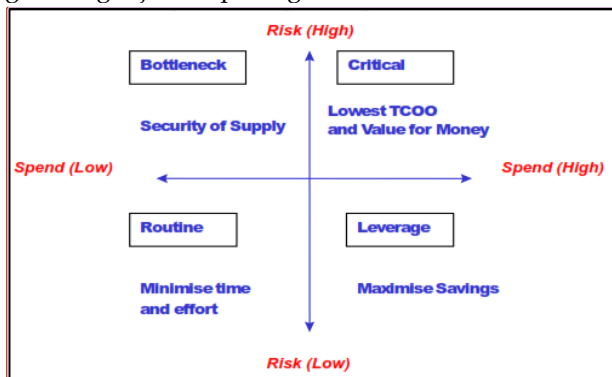 Risk (High)
Bottleneck
Critical
Security of Supply
Lowest TCOO
and Value for Money
Spend (Low)
Spend (High)
Routine
Leverage
Minimise time
and effort
Maximise Savings
Risk (Low)